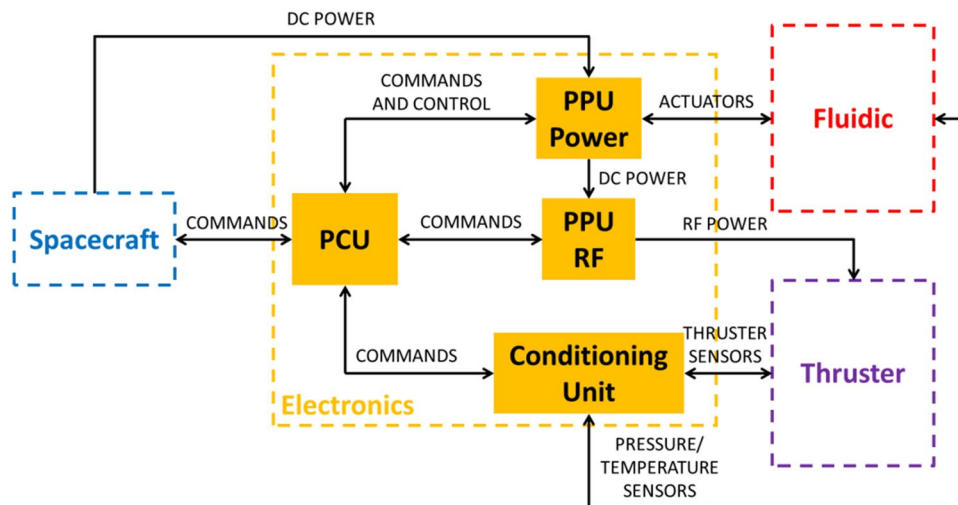 DC POWER
COMMANDS
AND CONTROL
PPU
Power
ACTUATORS
Fluidic
DC POWER
Spacecraft
COMMANDS
PCU
COMMANDS
PPU
RF
RF POWER
COMMANDS
Conditioning
Unit
THRUSTER
SENSORS
Thruster
Electronics
PRESSURE/
TEMPERATURE
SENSORS